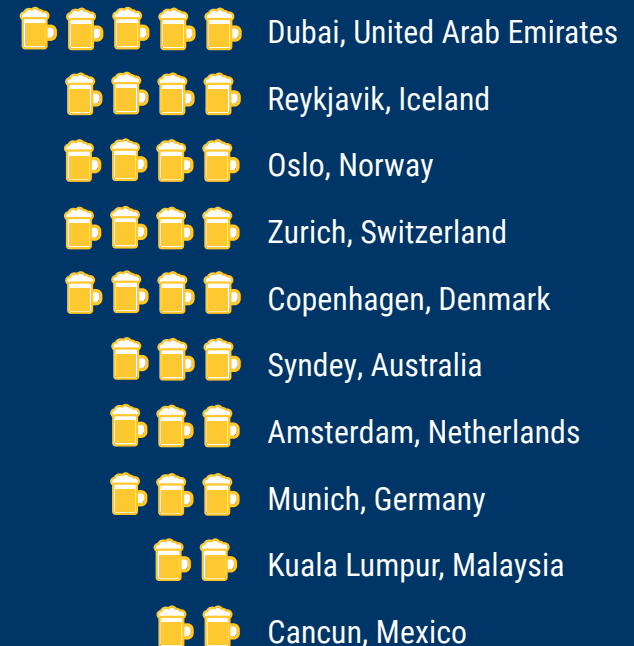 Dubai, United Arab Emirates
Reykjavik, Iceland
Oslo, Norway
Zurich, Switzerland
Copenhagen, Denmark
Syndey, Australia
Amsterdam, Netherlands
Munich, Germany
Kuala Lumpur, Malaysia
Cancun, Mexico